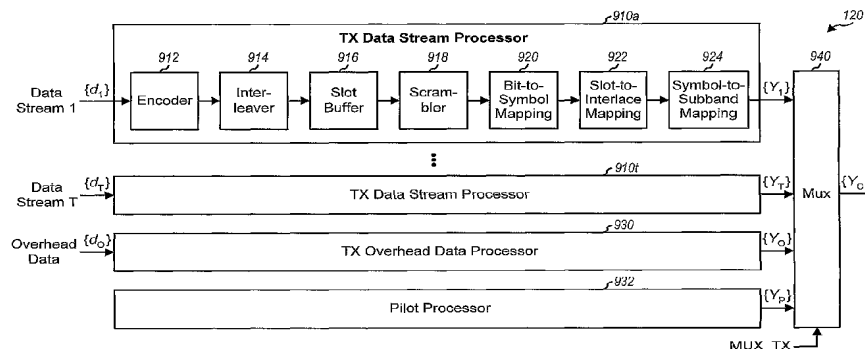 910a
120
TX Data Stream Processor
912
914
916
918
920
922
924
940
Data
Stream 1
{d1}
Encoder
Inter-
leaver
Slot
Buffer
Scram-
blor
Bit-to-
Symbol
Mapping
Slot-to-
Interlace
Mapping
Symbol-to-
Subband
Mapping
{Y1}
910t
Data
Stream T
{dT}
TX Data Stream Processor
{YT}
Mux
{YC
930
Overhead
Data
{dO}
TX Overhead Data Processor
{YO}
932
Pilot Processor
{YP}
MUX_TX